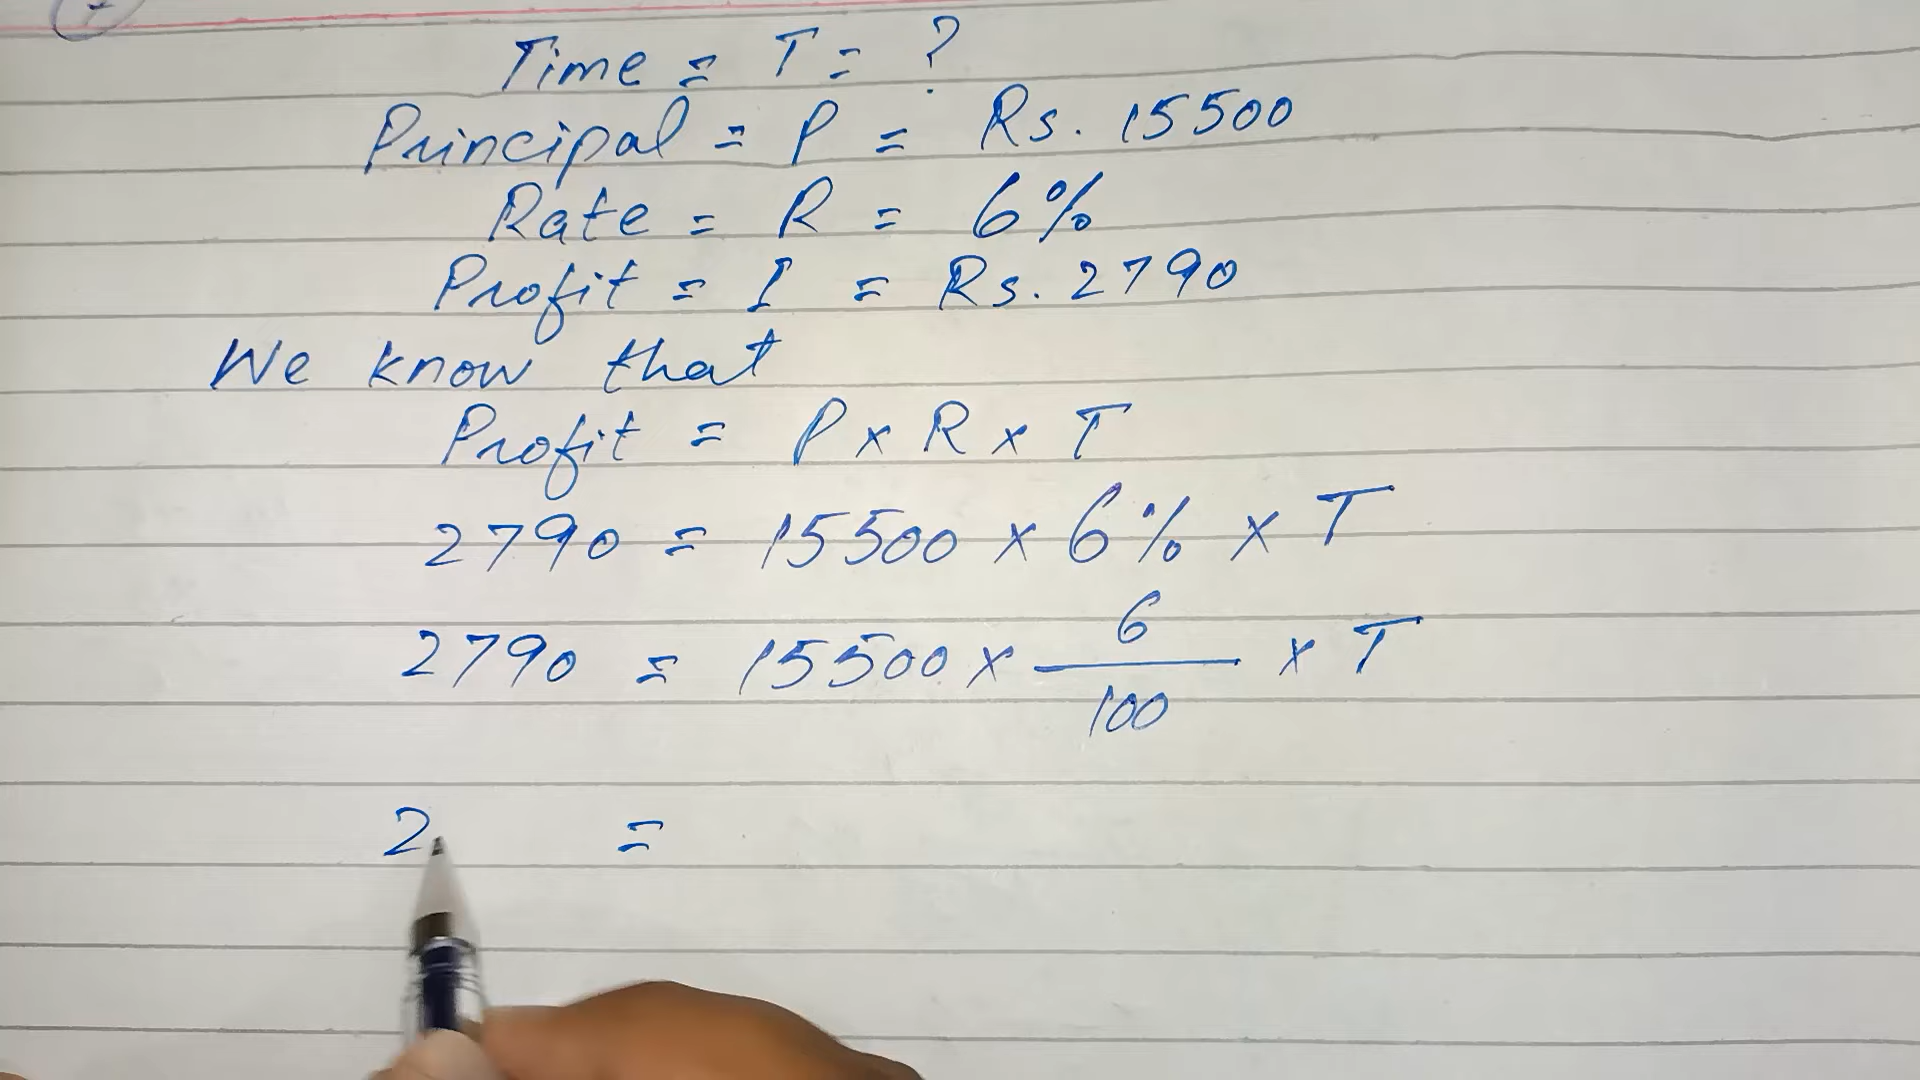 Time = T = ?
Principal = P = Rs. 15500
Rate = R = 6%
Profit = I = Rs. 2790
We know that
Profit = P x R x T
2790 = 15500 x 6% x T
2790 = 15500 x 6/100 x T
2 =